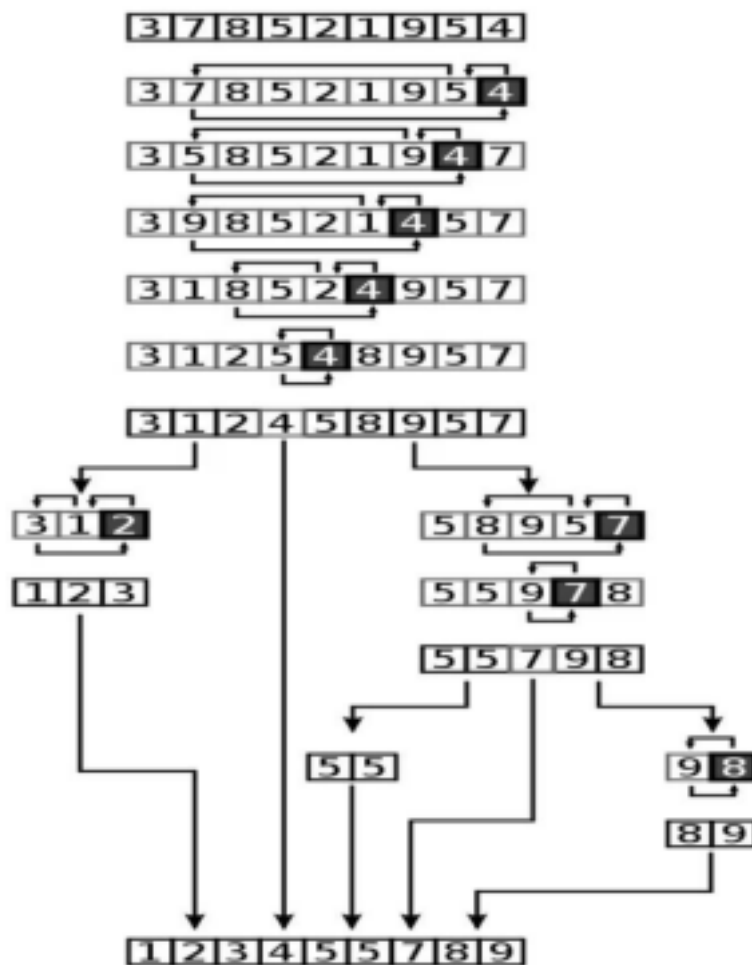 3 7 8 5 2 1 9 5 4
3 7 8 5 2 1 9 5 4
3 5 8 5 2 1 9 4 7
3 9 8 5 2 1 4 5 7
3 1 8 5 2 4 9 5 7
3 1 2 5 4 8 9 5 7
3 1 2 4 5 8 9 5 7
3 1 2 5 8 9 5 7
1 2 3 5 5 9 7 8
5 5 7 9 8
5 5 9 8
8 9
1 2 3 4 5 5 7 8 9